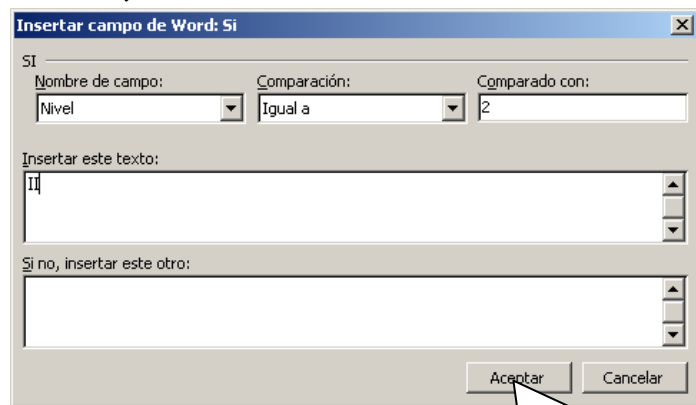 Insertar campo de Word: Si
SI
Nombre de campo: Comparación: Comparado con:
Nivel Igual a 2
Insertar este texto:
II
Si no, insertar este otro:
Aceptar Cancelar